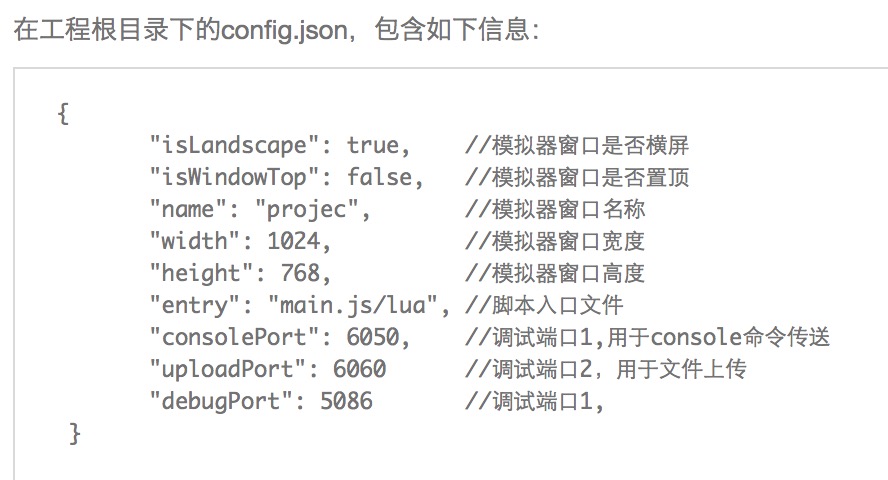 在工程根目录下的config.json，包含如下信息：
{
"isLandscape": true, //模拟器窗口是否横屏
"isWindowTop": false, //模拟器窗口是否置顶
"name": "projec", //模拟器窗口名称
"width": 1024, //模拟器窗口宽度
"height": 768, //模拟器窗口高度
"entry": "main.js/lua", //脚本入口文件
"consolePort": 6050, //调试端口1,用于console命令传送
"uploadPort": 6060 //调试端口2，用于文件上传
"debugPort": 5086 //调试端口1,
}